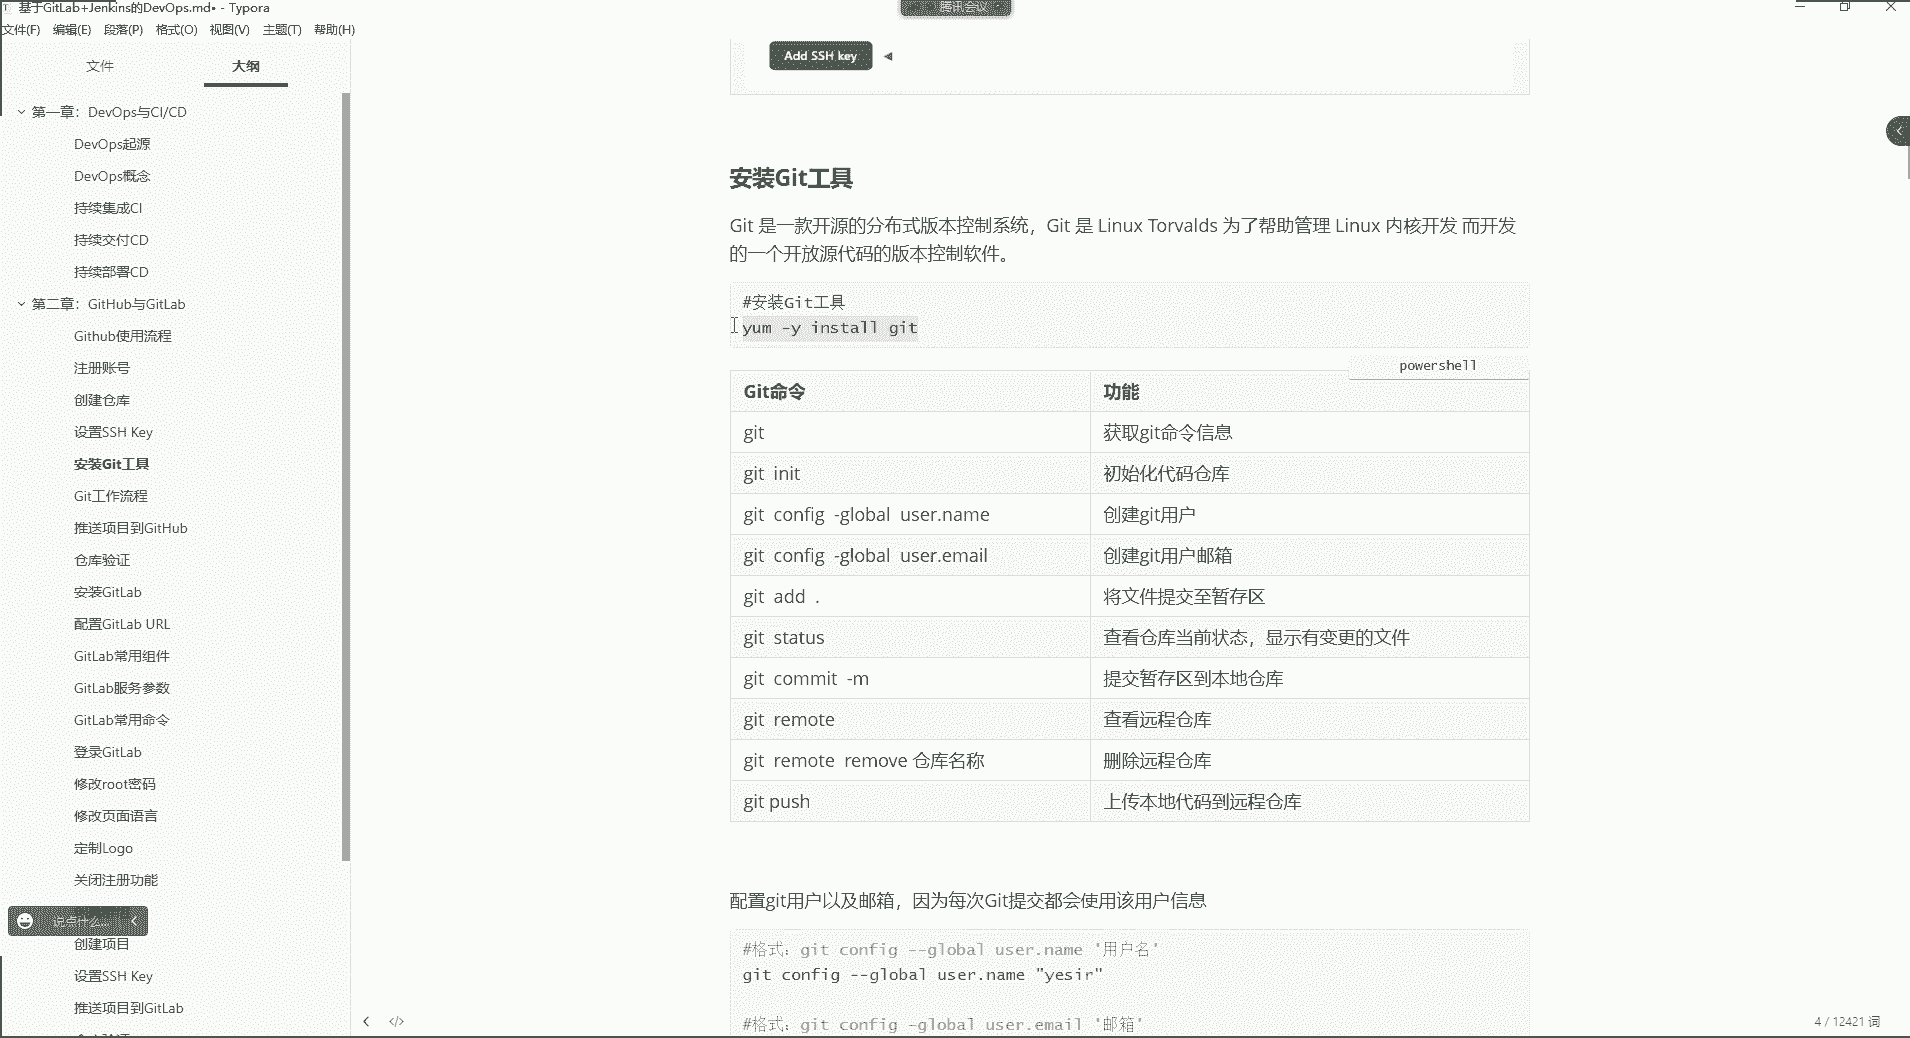 基于GitLab+Jenkins的DevOps.md• - Typora
腾讯会议
文件(F) 编辑(E) 段落(P) 格式(O) 视图(V) 主题(T) 帮助(H)
文件 大纲
第一章：DevOps与CI/CD
DevOps起源
DevOps概念
持续集成CI
持续交付CD
持续部署CD
第二章：GitHub与GitLab
Github使用流程
注册账号
创建仓库
设置SSH Key
安装Git工具
Git工作流程
推送项目到GitHub
仓库验证
安装GitLab
配置GitLab URL
GitLab常用组件
GitLab服务参数
GitLab常用命令
登录GitLab
修改root密码
修改页面语言
定制Logo
关闭注册功能
说点什么...
创建项目
设置SSH Key
推送项目到GitLab
Add SSH key
安装Git工具
Git 是一款开源的分布式版本控制系统，Git 是 Linux Torvalds 为了帮助管理 Linux 内核开发 而开发
的一个开放源代码的版本控制软件。
#安装Git工具
yum -y install git
powershell
Git命令 功能
git 获取git命令信息
git init 初始化代码仓库
git config -global user.name 创建git用户
git config -global user.email 创建git用户邮箱
git add . 将文件提交至暂存区
git status 查看仓库当前状态，显示有变更的文件
git commit -m 提交暂存区到本地仓库
git remote 查看远程仓库
git remote remove 仓库名称 删除远程仓库
git push 上传本地代码到远程仓库
配置git用户以及邮箱，因为每次Git提交都会使用该用户信息
#格式：git config --global user.name '用户名'
git config --global user.name "yesir"
#格式：git config -global user.email '邮箱'
4 / 12421 词